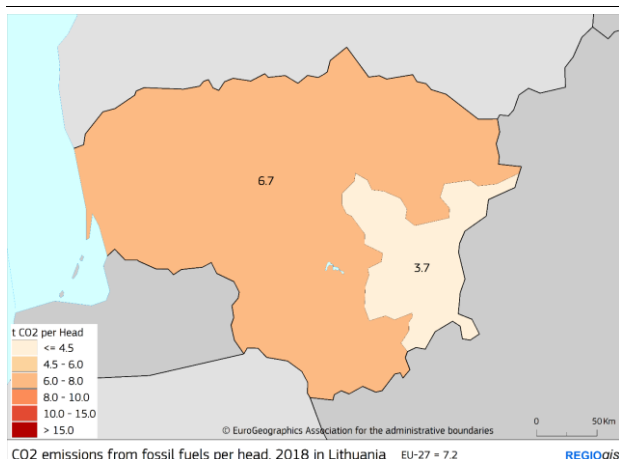 6.7
3.7
t CO2 per Head
<= 4.5
4.5 - 6.0
6.0 - 8.0
8.0 - 10.0
10.0 - 15.0
> 15.0
© EuroGeographics Association for the administrative boundaries
0 50 Km
CO2 emissions from fossil fuels per head, 2018 in Lithuania EU-27 = 7.2 REGIOgis